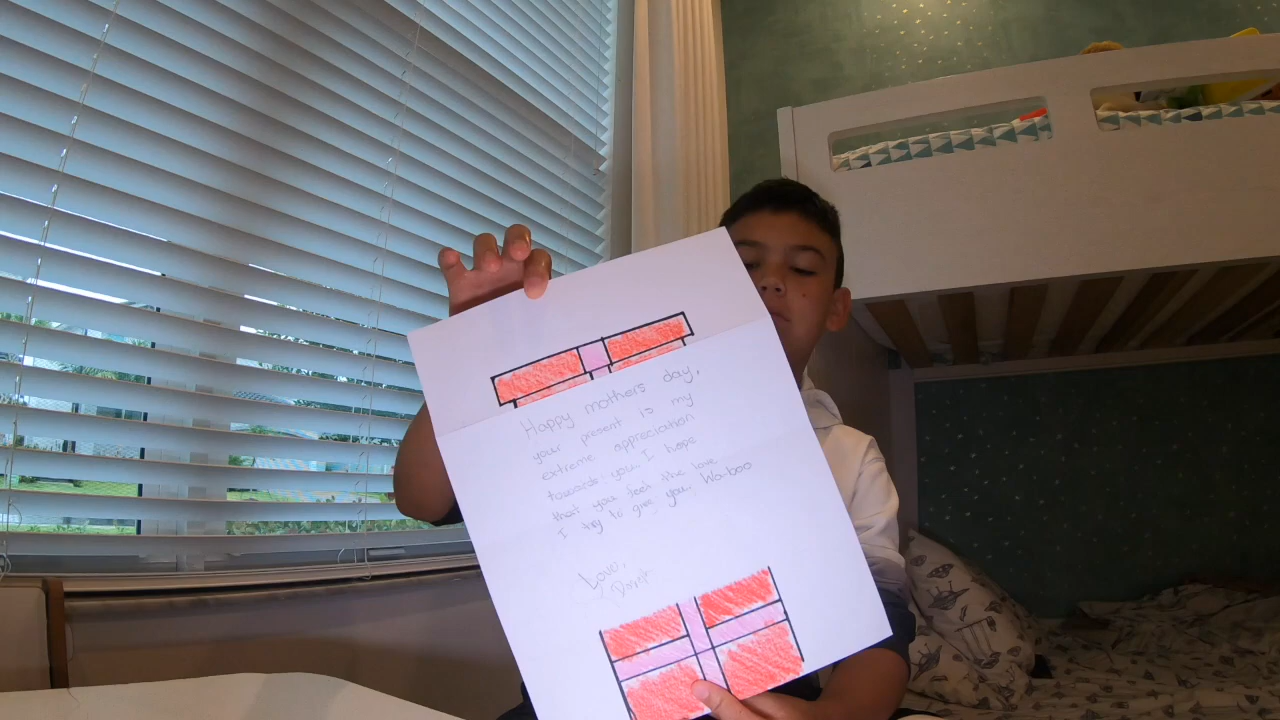 Happy mothers day,
your present is my
extreme appreciation
towards you. I hope
that you feel the love
I try to give you. Wa-boo
Love,